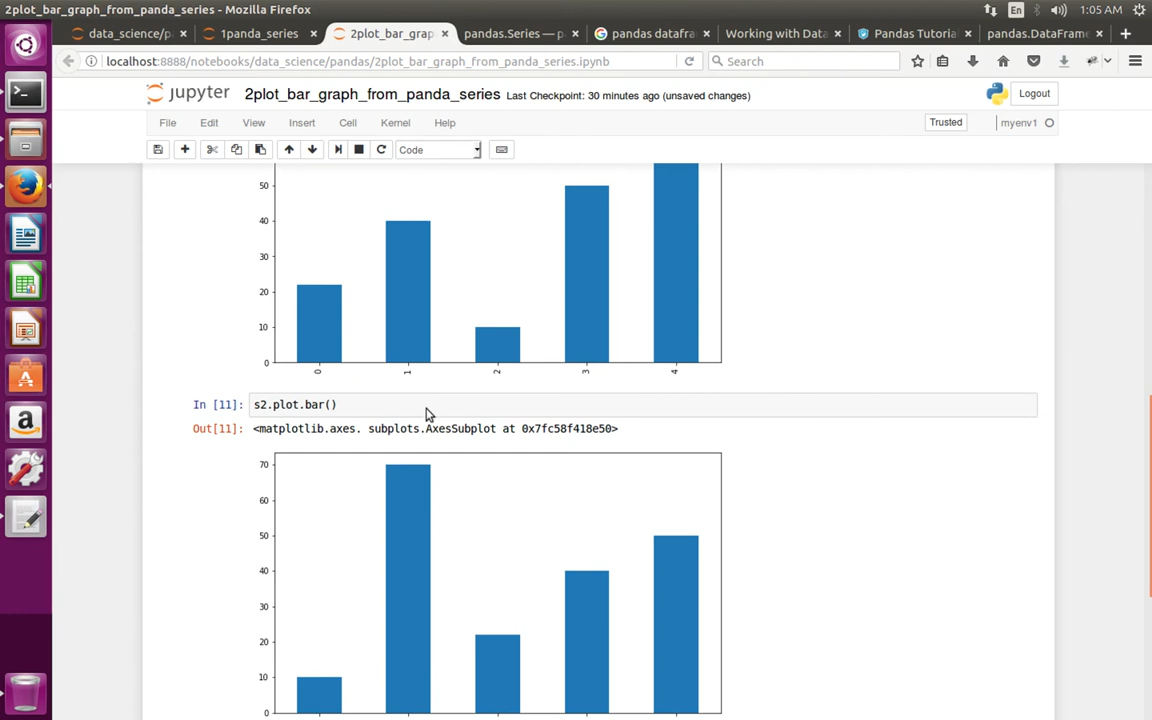 2plot_bar_graph_from_panda_series - Mozilla Firefox
En
1:05 AM
data_science/pa
1panda_series
2plot_bar_grap
pandas.Series — p
pandas datafra
Working with Data
Pandas Tutoria
pandas.DataFrame
localhost:8888/notebooks/data_science/pandas/2plot_bar_graph_from_panda_series.ipynb
Search
jupyter
2plot_bar_graph_from_panda_series Last Checkpoint: 30 minutes ago (unsaved changes)
Logout
File Edit View Insert Cell Kernel Help
Trusted
myenv1
Code
50
40
30
20
10
0
0 1 2 3 4
In [11]: s2.plot.bar()
Out[11]: <matplotlib.axes. subplots.AxesSubplot at 0x7fc58f418e50>
70
60
50
40
30
20
10
0